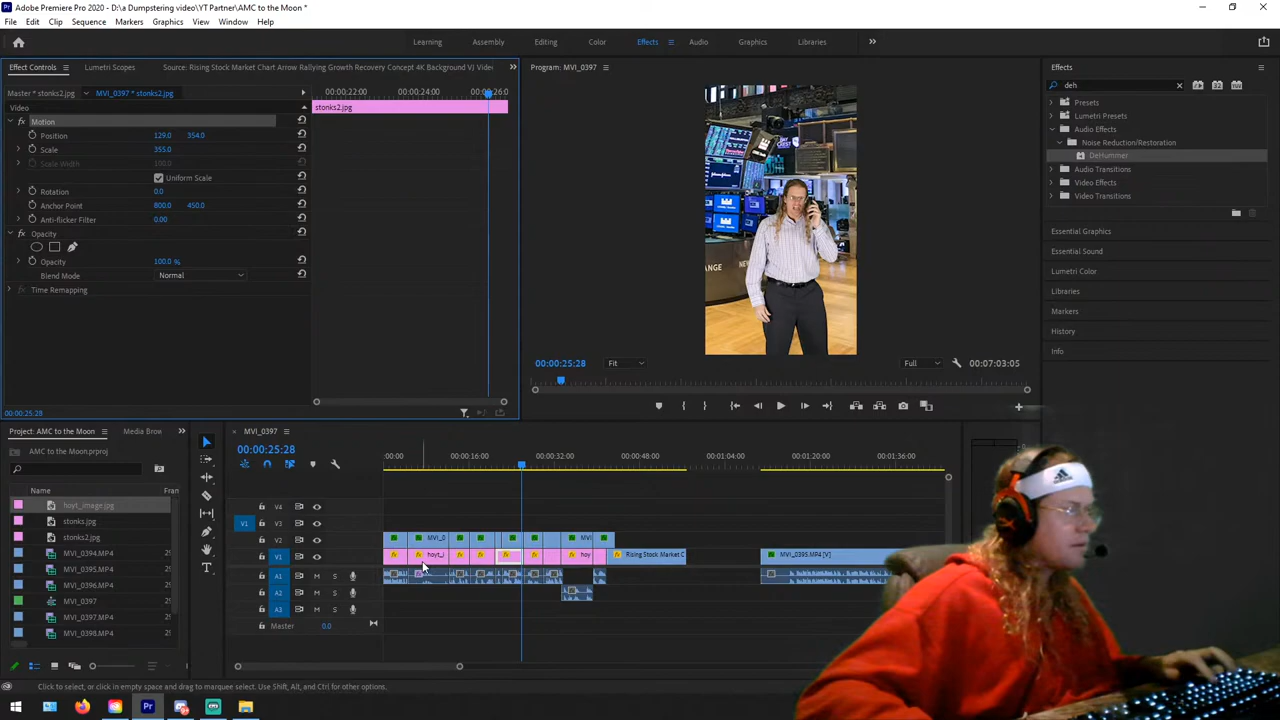 Adobe Premiere Pro 2020 - D:\a Dumpstering video\YT Partner\AMC to the Moon *
File Edit Clip Sequence Markers Graphics View Window Help
Learning Assembly Editing Color Effects Audio Graphics Libraries
Effect Controls Lumetri Scopes Source: Rising Stock Market Chart Arrow Rallying Growth Recovery Concept 4K Background VJ Video
Master * stonks2.jpg MVI_0397 * stonks2.jpg
00:00:22:00 00:00:24:00 00:00:26:0
Video
stonks2.jpg
Motion
Position 129.0 354.0
Scale 355.0
Scale Width 100.0
Uniform Scale
Rotation 0.0
Anchor Point 800.0 450.0
Anti-flicker Filter 0.00
Opacity
Opacity 100.0 %
Blend Mode Normal
Time Remapping
00:00:25:28
Program: MVI_0397
00:00:25:28 Fit Full 00:07:03:05
Effects
deh
Presets
Lumetri Presets
Audio Effects
Noise Reduction/Restoration
DeHummer
Audio Transitions
Video Effects
Video Transitions
Essential Graphics
Essential Sound
Lumetri Color
Libraries
Markers
History
Info
Project: AMC to the Moon Media Brow
AMC to the Moon.prproj
Name Fran
hoyt_image.jpg
stonks.jpg
stonks2.jpg
MVI_0394.MP4
MVI_0395.MP4
MVI_0396.MP4
MVI_0397
MVI_0397.MP4
MVI_0398.MP4
MVI_0397
00:00:25:28
:00:00 00:00:16:00 00:00:32:00 00:00:48:00 00:01:04:00 00:01:20:00 00:01:36:00
V4
V1 V3
V2 MVI_0 MVI
V1 hoyt_i hoy Rising Stock Market C MVI_0395.MP4 [V]
A1 M S
A2 M S
A3 M S
Master 0.0
Click to select, or click in empty space and drag to marquee select. Use Shift, Alt, and Ctrl for other options.